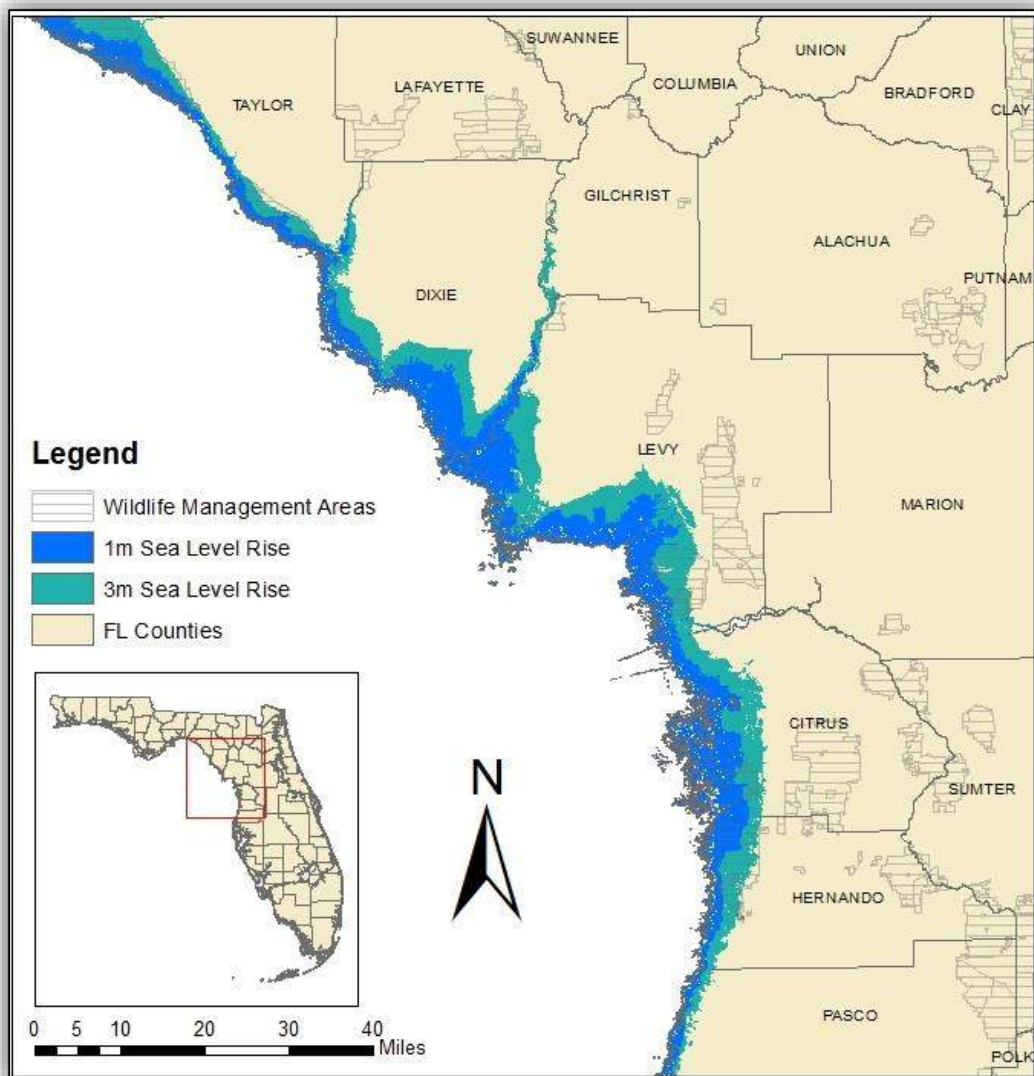 SUWANNEE
UNION
LAFAYETTE
COLUMBIA
BRADFORD
TAYLOR
CLAY
GILCHRIST
ALACHUA
PUTNAM
DIXIE
LEVY
MARION
Legend
Wildlife Management Areas
1m Sea Level Rise
3m Sea Level Rise
FL Counties
CITRUS
N
SUMTER
HERNANDO
PASCO
0 5 10 20 30 40
Miles
POLK